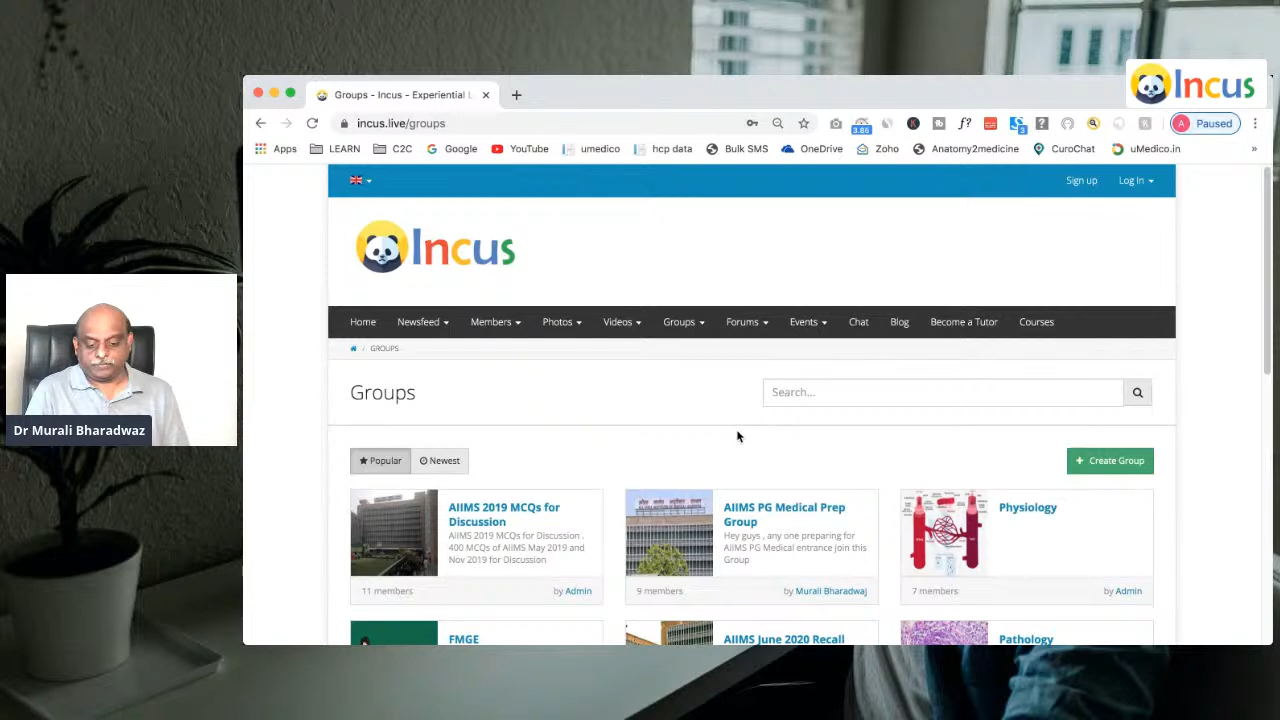 Incus
Groups - Incus - Experiential L
incus.live/groups
3.86
f?
3
A Paused
Apps
LEARN
C2C
Google
YouTube
umedico
hcp data
Bulk SMS
OneDrive
Zoho
Anatomy2medicine
CuroChat
uMedico.in
»
Sign up
Log In
Incus
Home
Newsfeed
Members
Photos
Videos
Groups
Forums
Events
Chat
Blog
Become a Tutor
Courses
/ GROUPS
Groups
Search...
Popular
Newest
+ Create Group
AIIMS 2019 MCQs for
Discussion
AIIMS 2019 MCQs for Discussion .
400 MCQs of AIIMS May 2019 and
Nov 2019 for Discussion
11 members
by Admin
AIIMS PG Medical Prep
Group
Hey guys , any one preparing for
AIIMS PG Medical entrance join this
Group
9 members
by Murali Bharadwaj
Physiology
7 members
by Admin
FMGE
AIIMS June 2020 Recall
Pathology
Dr Murali Bharadwaz